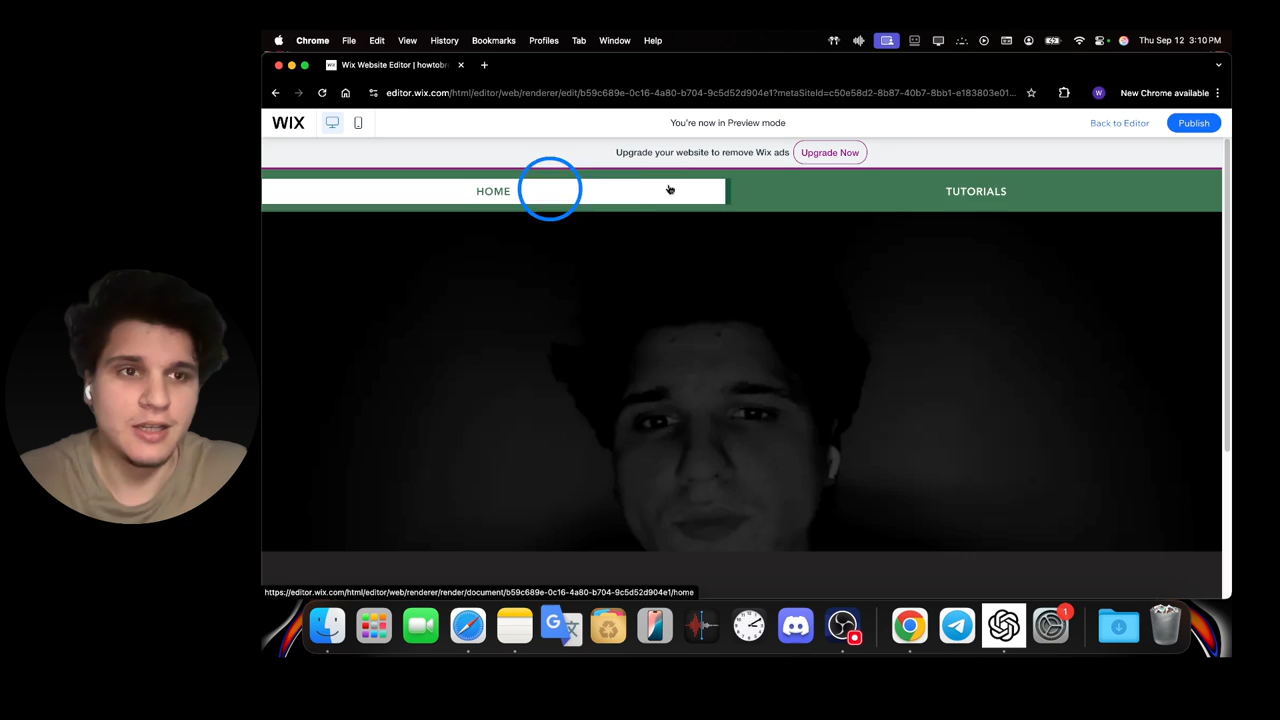 Chrome File Edit View History Bookmarks Profiles Tab Window Help Thu Sep 12 3:10 PM
Wix Website Editor | howtobr
editor.wix.com/html/editor/web/renderer/edit/b59c689e-0c16-4a80-b704-9c5d52d904e1?metaSiteId=c50e58d2-8b87-40b7-8bb1-e183803e01... W New Chrome available
WIX You're now in Preview mode Back to Editor Publish
Upgrade your website to remove Wix ads Upgrade Now
HOME TUTORIALS
https://editor.wix.com/html/editor/web/renderer/render/document/b59c689e-0c16-4a80-b704-9c5d52d904e1/home
1